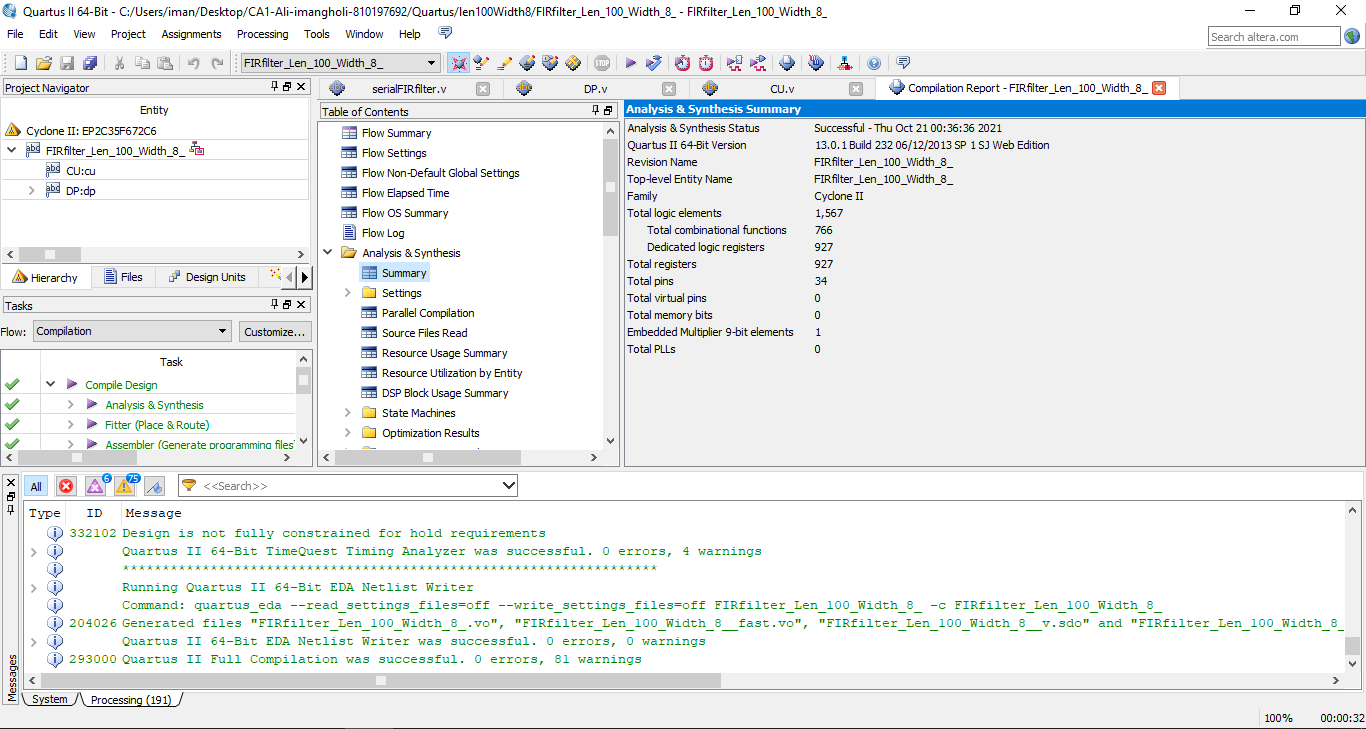 Quartus II 64-Bit - C:/Users/iman/Desktop/CA1-Ali-imangholi-810197692/Quartus/len100Width8/FIRfilter_Len_100_Width_8_ - FIRfilter_Len_100_Width_8_
File Edit View Project Assignments Processing Tools Window Help
Search altera.com
FIRfilter_Len_100_Width_8_
STOP
Project Navigator
Entity
Cyclone II: EP2C35F672C6
FIRfilter_Len_100_Width_8_
CU:cu
DP:dp
Hierarchy Files Design Units
Tasks
Flow: Compilation Customize...
Task
Compile Design
Analysis & Synthesis
Fitter (Place & Route)
Assembler (Generate programming files)
serialFIRfilter.v DP.v CU.v Compilation Report - FIRfilter_Len_100_Width_8_
Table of Contents
Flow Summary
Flow Settings
Flow Non-Default Global Settings
Flow Elapsed Time
Flow OS Summary
Flow Log
Analysis & Synthesis
Summary
Settings
Parallel Compilation
Source Files Read
Resource Usage Summary
Resource Utilization by Entity
DSP Block Usage Summary
State Machines
Optimization Results
Analysis & Synthesis Summary
Analysis & Synthesis Status Successful - Thu Oct 21 00:36:36 2021
Quartus II 64-Bit Version 13.0.1 Build 232 06/12/2013 SP 1 SJ Web Edition
Revision Name FIRfilter_Len_100_Width_8_
Top-level Entity Name FIRfilter_Len_100_Width_8_
Family Cyclone II
Total logic elements 1,567
Total combinational functions 766
Dedicated logic registers 927
Total registers 927
Total pins 34
Total virtual pins 0
Total memory bits 0
Embedded Multiplier 9-bit elements 1
Total PLLs 0
All 6 75 <<Search>>
Type ID Message
332102 Design is not fully constrained for hold requirements
Quartus II 64-Bit TimeQuest Timing Analyzer was successful. 0 errors, 4 warnings
*******************************************************************
Running Quartus II 64-Bit EDA Netlist Writer
Command: quartus_eda --read_settings_files=off --write_settings_files=off FIRfilter_Len_100_Width_8_ -c FIRfilter_Len_100_Width_8_
204026 Generated files "FIRfilter_Len_100_Width_8_.vo", "FIRfilter_Len_100_Width_8__fast.vo", "FIRfilter_Len_100_Width_8__v.sdo" and "FIRfilter_Len_100_Width_8_
Quartus II 64-Bit EDA Netlist Writer was successful. 0 errors, 0 warnings
293000 Quartus II Full Compilation was successful. 0 errors, 81 warnings
Messages
System Processing (191)
100% 00:00:32